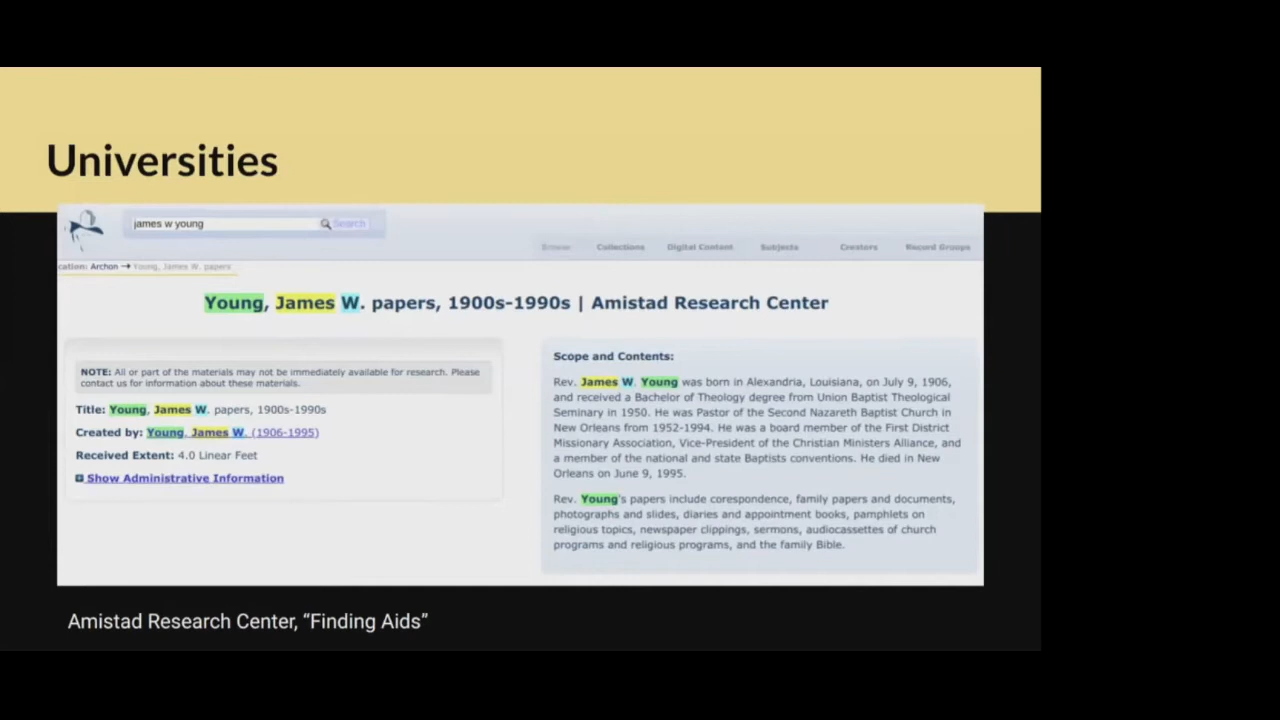 Universities
james w young
Search
Browse Collections Digital Content Subjects Creators Record Groups
cation: Archon → Young, James W. papers
Young, James W. papers, 1900s-1990s | Amistad Research Center
NOTE: All or part of the materials may not be immediately available for research. Please
contact us for information about these materials.
Title: Young, James W. papers, 1900s-1990s
Created by: Young, James W. (1906-1995)
Received Extent: 4.0 Linear Feet
Show Administrative Information
Scope and Contents:
Rev. James W. Young was born in Alexandria, Louisiana, on July 9, 1906,
and received a Bachelor of Theology degree from Union Baptist Theological
Seminary in 1950. He was Pastor of the Second Nazareth Baptist Church in
New Orleans from 1952-1994. He was a board member of the First District
Missionary Association, Vice-President of the Christian Ministers Alliance, and
a member of the national and state Baptists conventions. He died in New
Orleans on June 9, 1995.
Rev. Young's papers include corespondence, family papers and documents,
photographs and slides, diaries and appointment books, pamphlets on
religious topics, newspaper clippings, sermons, audiocassettes of church
programs and religious programs, and the family Bible.
Amistad Research Center, “Finding Aids”